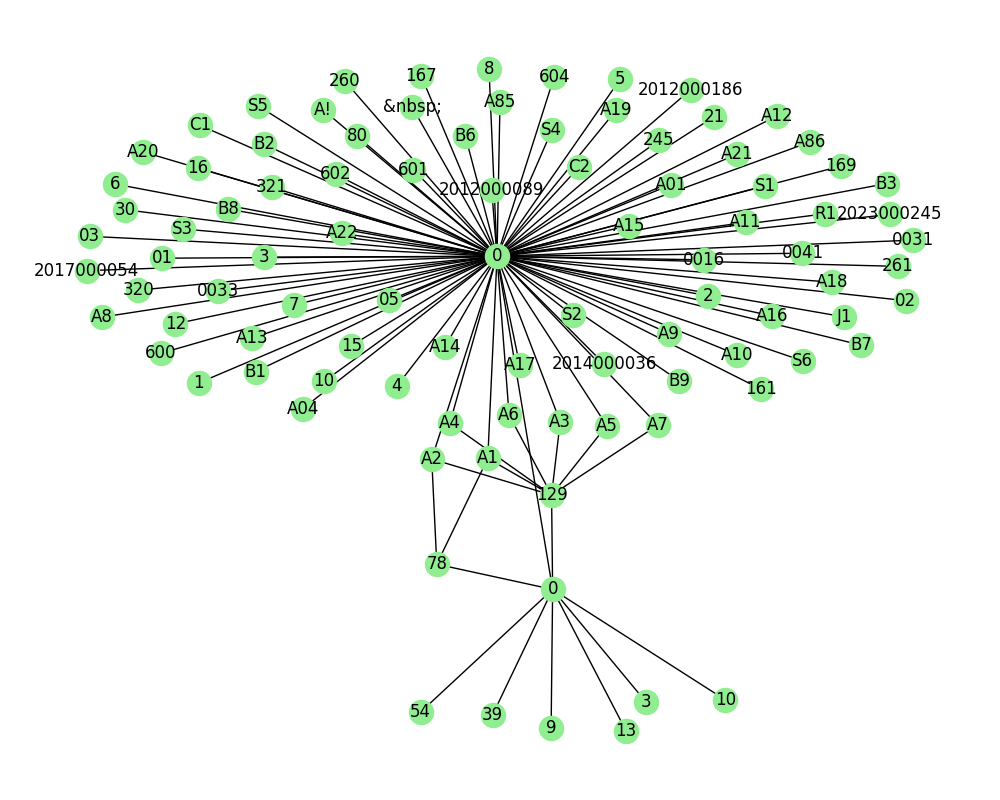 8
167
604
5
260
2012000186
&nbsp;
A85
S5
A!
A19
21
A12
C1
80
B6
S4
245
A86
B2
A20
16
602
601
C2
A21
169
6
321
2012000089
A01
S1
B3
30
B8
A15
A11
R1
2023000245
03
S3
A22
0031
2017000054
01
3
0
0016
0041
261
320
0033
A18
A8
12
7
05
S2
2
A16
J1
02
600
A13
15
A14
A9
A10
B7
1
B1
10
4
A17
2014000036
B9
161
S6
A04
A4
A6
A3
A5
A7
A2
A1
129
78
0
54
39
9
13
3
10